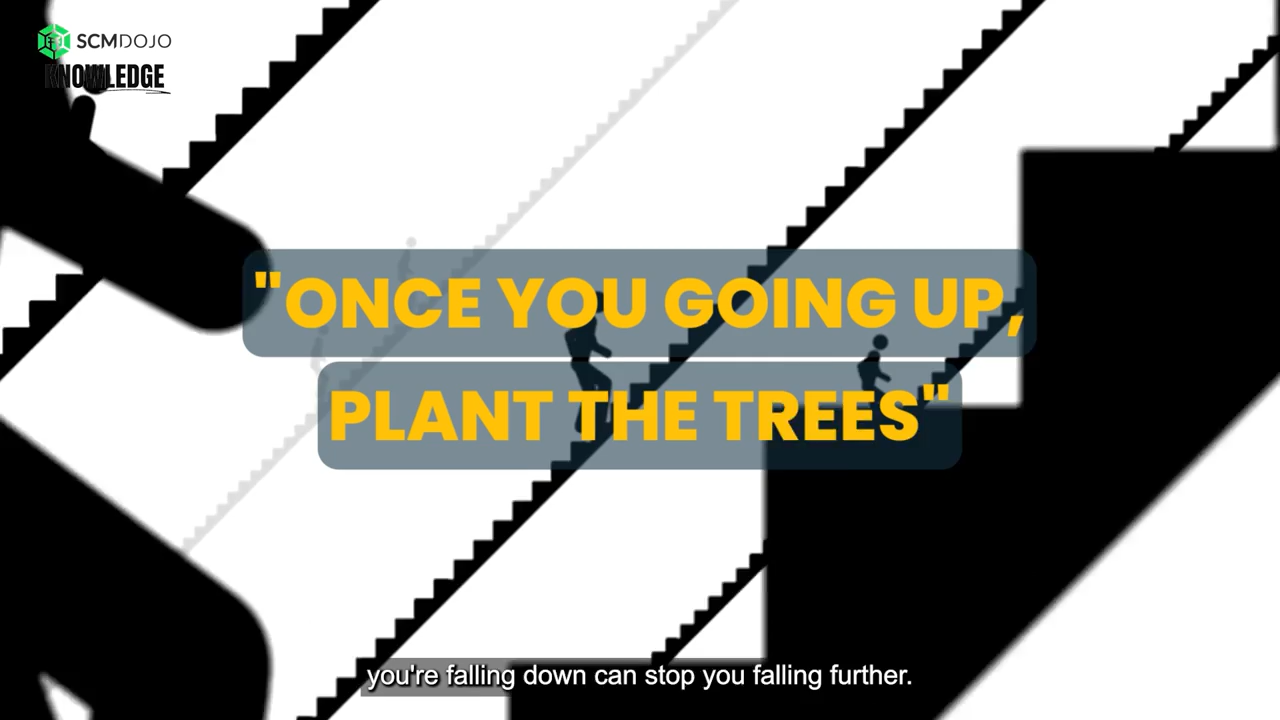 SCMDOJO
KNOWLEDGE
"ONCE YOU GOING UP,
PLANT THE TREES"
you're falling down can stop you falling further.